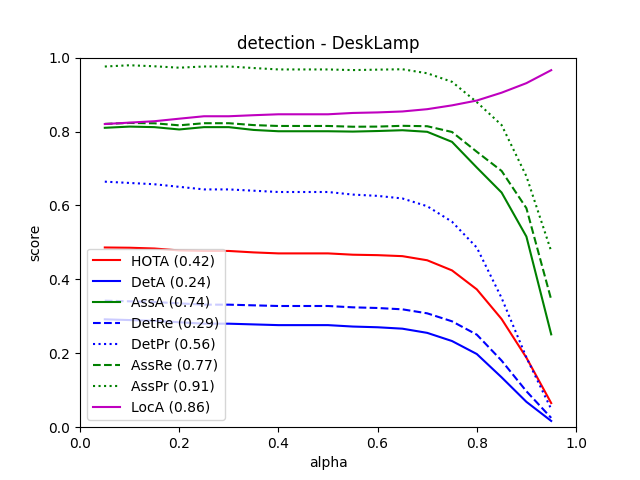 detection - DeskLamp
1.0
0.8
0.6
0.4
0.2
0.0
score
HOTA (0.42)
DetA (0.24)
AssA (0.74)
DetRe (0.29)
DetPr (0.56)
AssRe (0.77)
AssPr (0.91)
LocA (0.86)
0.0 0.2 0.4 0.6 0.8 1.0
alpha